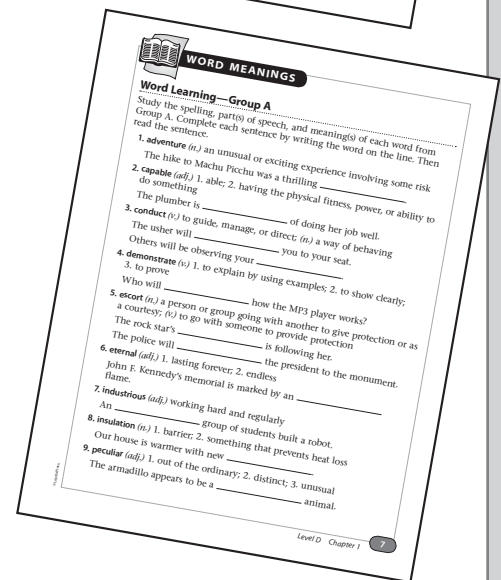 WORD MEANINGS
Word Learning—Group A
Study the spelling, part(s) of speech, and meaning(s) of each word from
Group A. Complete each sentence by writing the word on the line. Then
read the sentence.
1. adventure (n.) an unusual or exciting experience involving some risk
The hike to Machu Picchu was a thrilling
2. capable (adj.) 1. able; 2. having the physical fitness, power, or ability to
do something
The plumber is ____________ of doing her job well.
3. conduct (v.) to guide, manage, or direct; (n.) a way of behaving
The usher will ____________ you to your seat.
Others will be observing your ____________.
4. demonstrate (v.) 1. to explain by using examples; 2. to show clearly;
3. to prove
Who will ____________ how the MP3 player works?
5. escort (n.) a person or group going with another to give protection or as
a courtesy; (v.) to go with someone to provide protection
The rock star's ____________ is following her.
The police will ____________ the president to the monument.
6. eternal (adj.) 1. lasting forever; 2. endless
John F. Kennedy's memorial is marked by an ____________
flame.
7. industrious (adj.) working hard and regularly
An ____________ group of students built a robot.
8. insulation (n.) 1. barrier; 2. something that prevents heat loss
Our house is warmer with new ____________.
9. peculiar (adj.) 1. out of the ordinary; 2. distinct; 3. unusual
The armadillo appears to be a ____________ animal.
Level D Chapter 1 7